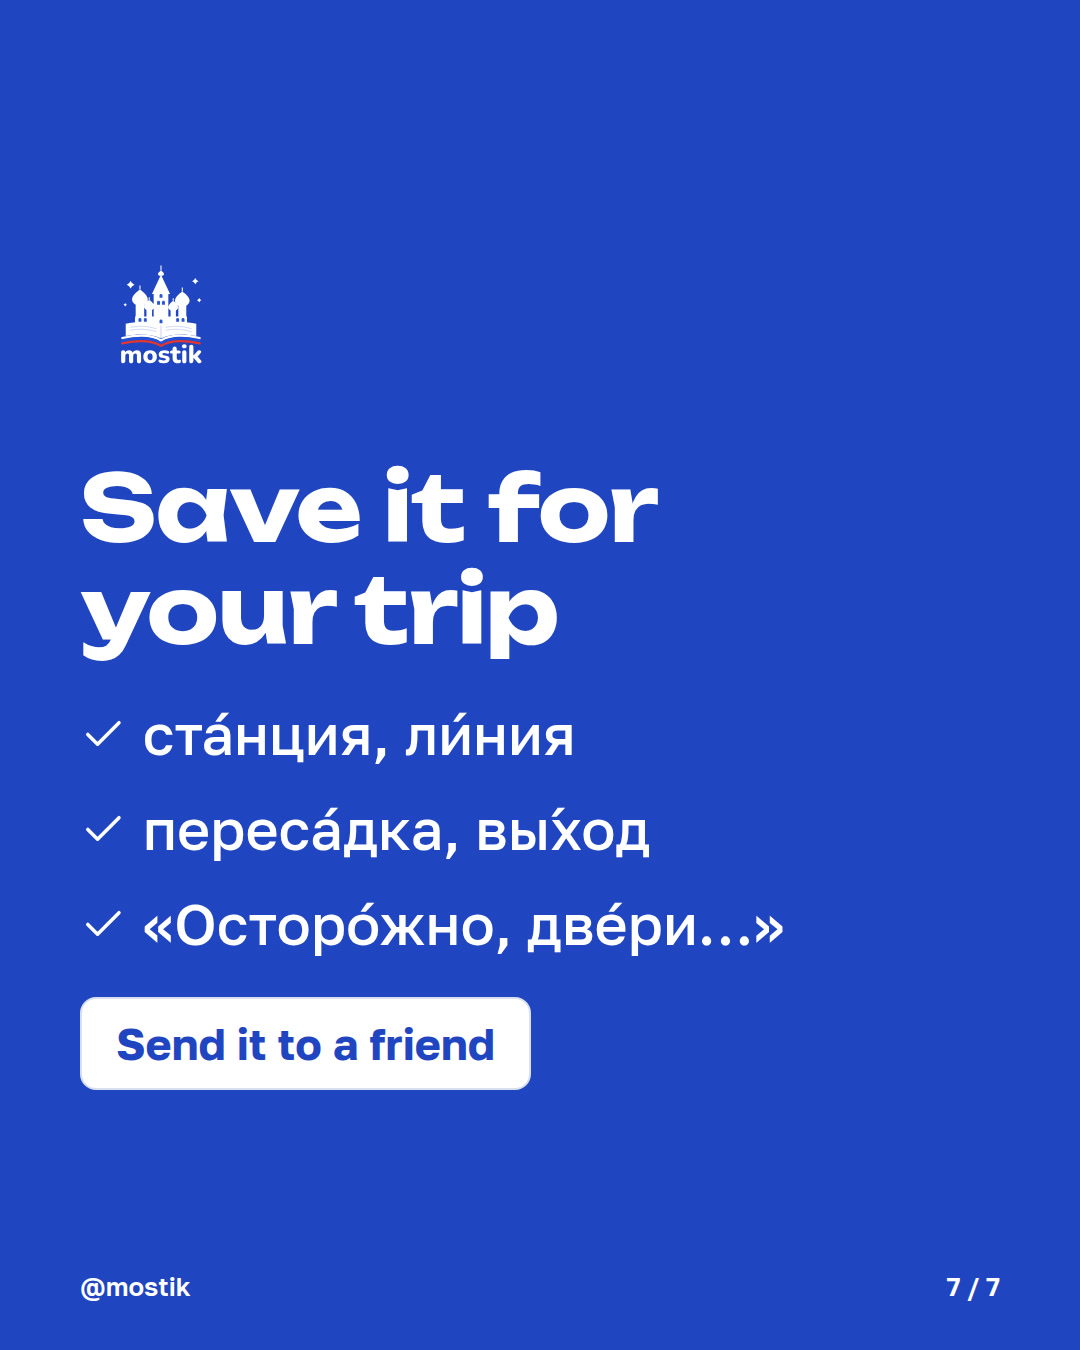 mostik
Save it for
your trip
ста́нция, ли́ния
переса́дка, вы́ход
«Осторо́жно, две́ри...»
Send it to a friend
@mostik
7 / 7